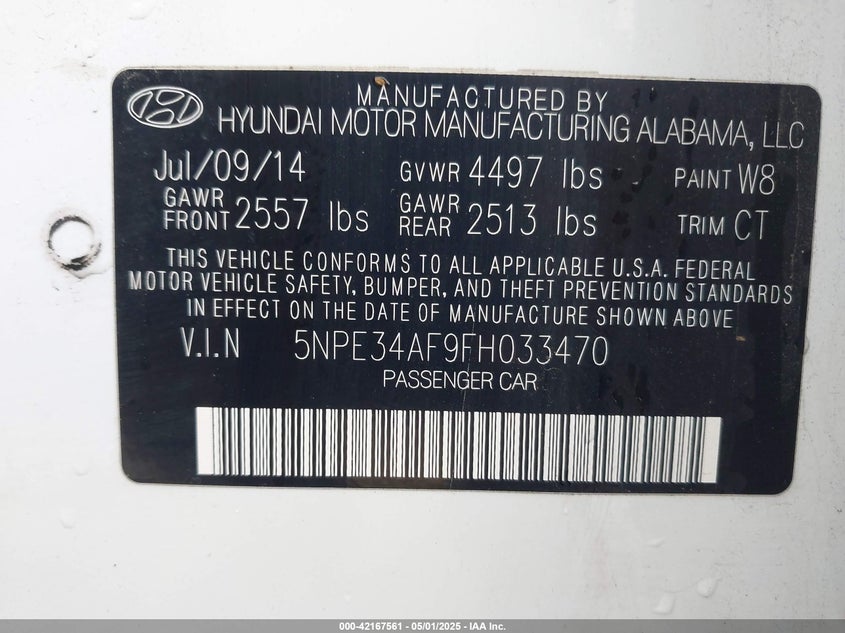 MANUFACTURED BY
HYUNDAI MOTOR MANUFACTURING ALABAMA, LLC
Jul/09/14 GVWR 4497 lbs PAINT W8
GAWR FRONT 2557 lbs GAWR REAR 2513 lbs TRIM CT
THIS VEHICLE CONFORMS TO ALL APPLICABLE U.S.A. FEDERAL
MOTOR VEHICLE SAFETY, BUMPER, AND THEFT PREVENTION STANDARDS
IN EFFECT ON THE DATE OF MANUFACTURE SHOWN ABOVE.
V.I.N 5NPE34AF9FH033470
PASSENGER CAR
000-42167561 | 05/01/2025 - IAA Inc.